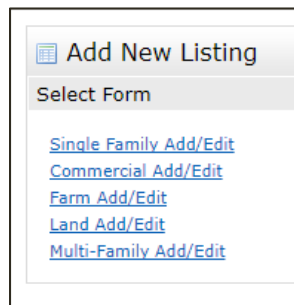 Add New Listing
Select Form
Single Family Add/Edit
Commercial Add/Edit
Farm Add/Edit
Land Add/Edit
Multi-Family Add/Edit